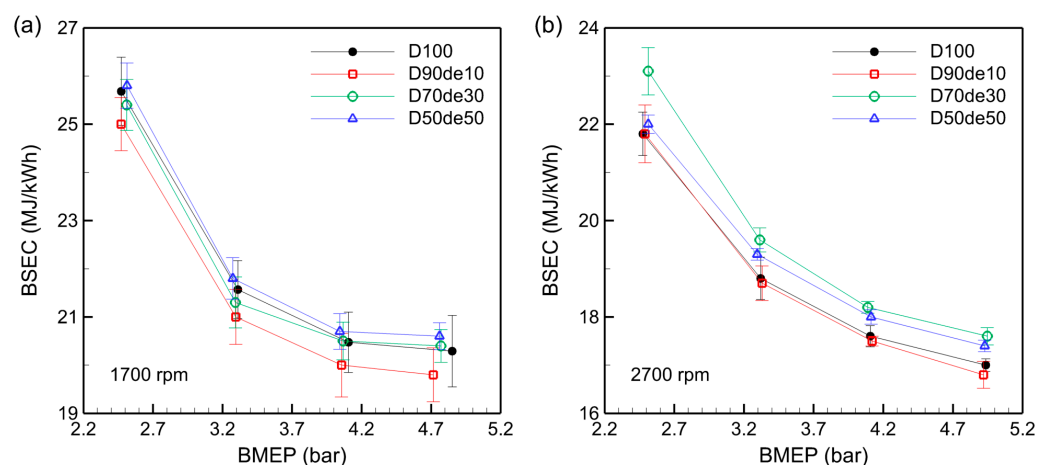 (a)
27
25
23
21
19
BSEC (MJ/kWh)
D100
D90de10
D70de30
D50de50
1700 rpm
2.2 2.7 3.2 3.7 4.2 4.7 5.2
BMEP (bar)
(b)
24
22
20
18
16
BSEC (MJ/kWh)
D100
D90de10
D70de30
D50de50
2700 rpm
2.2 2.7 3.2 3.7 4.2 4.7 5.2
BMEP (bar)